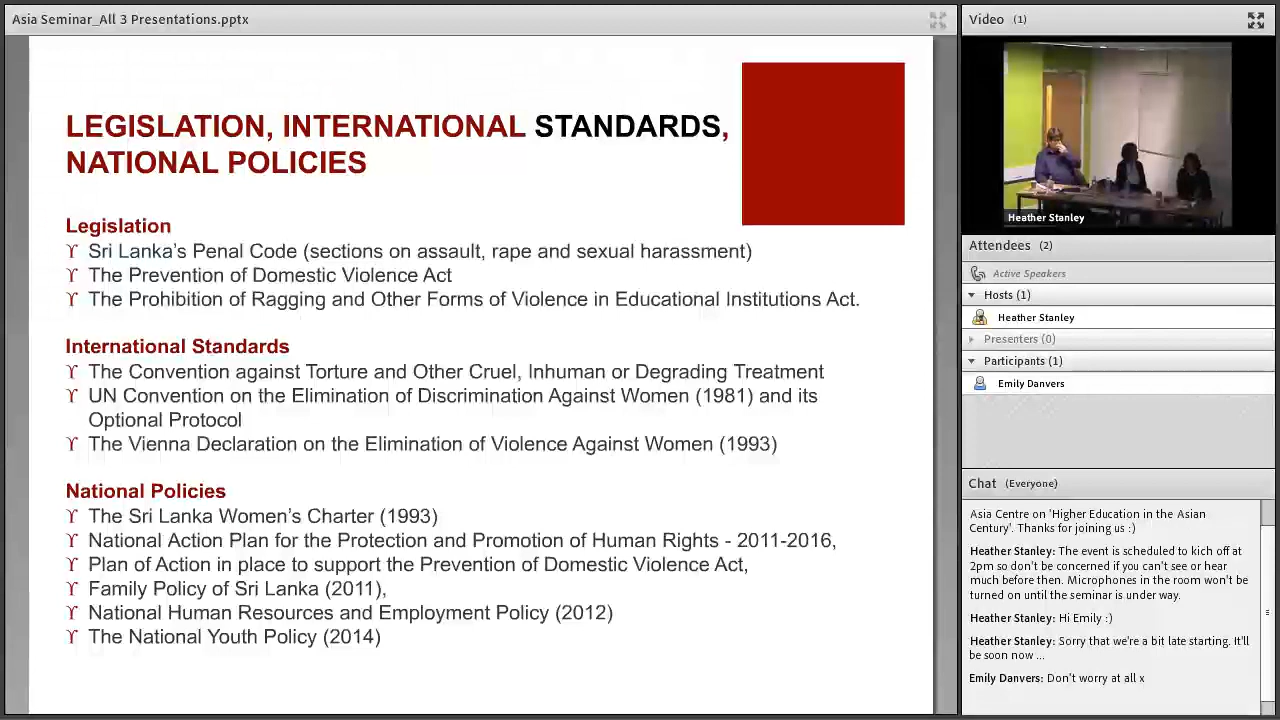 Asia Seminar_All 3 Presentations.pptx
LEGISLATION, INTERNATIONAL STANDARDS,
NATIONAL POLICIES
Legislation
Sri Lanka's Penal Code (sections on assault, rape and sexual harassment)
The Prevention of Domestic Violence Act
The Prohibition of Ragging and Other Forms of Violence in Educational Institutions Act.
International Standards
The Convention against Torture and Other Cruel, Inhuman or Degrading Treatment
UN Convention on the Elimination of Discrimination Against Women (1981) and its
Optional Protocol
The Vienna Declaration on the Elimination of Violence Against Women (1993)
National Policies
The Sri Lanka Women's Charter (1993)
National Action Plan for the Protection and Promotion of Human Rights - 2011-2016,
Plan of Action in place to support the Prevention of Domestic Violence Act,
Family Policy of Sri Lanka (2011),
National Human Resources and Employment Policy (2012)
The National Youth Policy (2014)
Video (1)
Heather Stanley
Attendees (2)
Active Speakers
Hosts (1)
Heather Stanley
Presenters (0)
Participants (1)
Emily Danvers
Chat (Everyone)
Asia Centre on 'Higher Education in the Asian
Century'. Thanks for joining us :)
Heather Stanley: The event is scheduled to kick off at
2pm so don't be concerned if you can't see or hear
much before then. Microphones in the room won't be
turned on until the seminar is under way.
Heather Stanley: Hi Emily :)
Heather Stanley: Sorry that we're a bit late starting. It'll
be soon now ...
Emily Danvers: Don't worry at all x